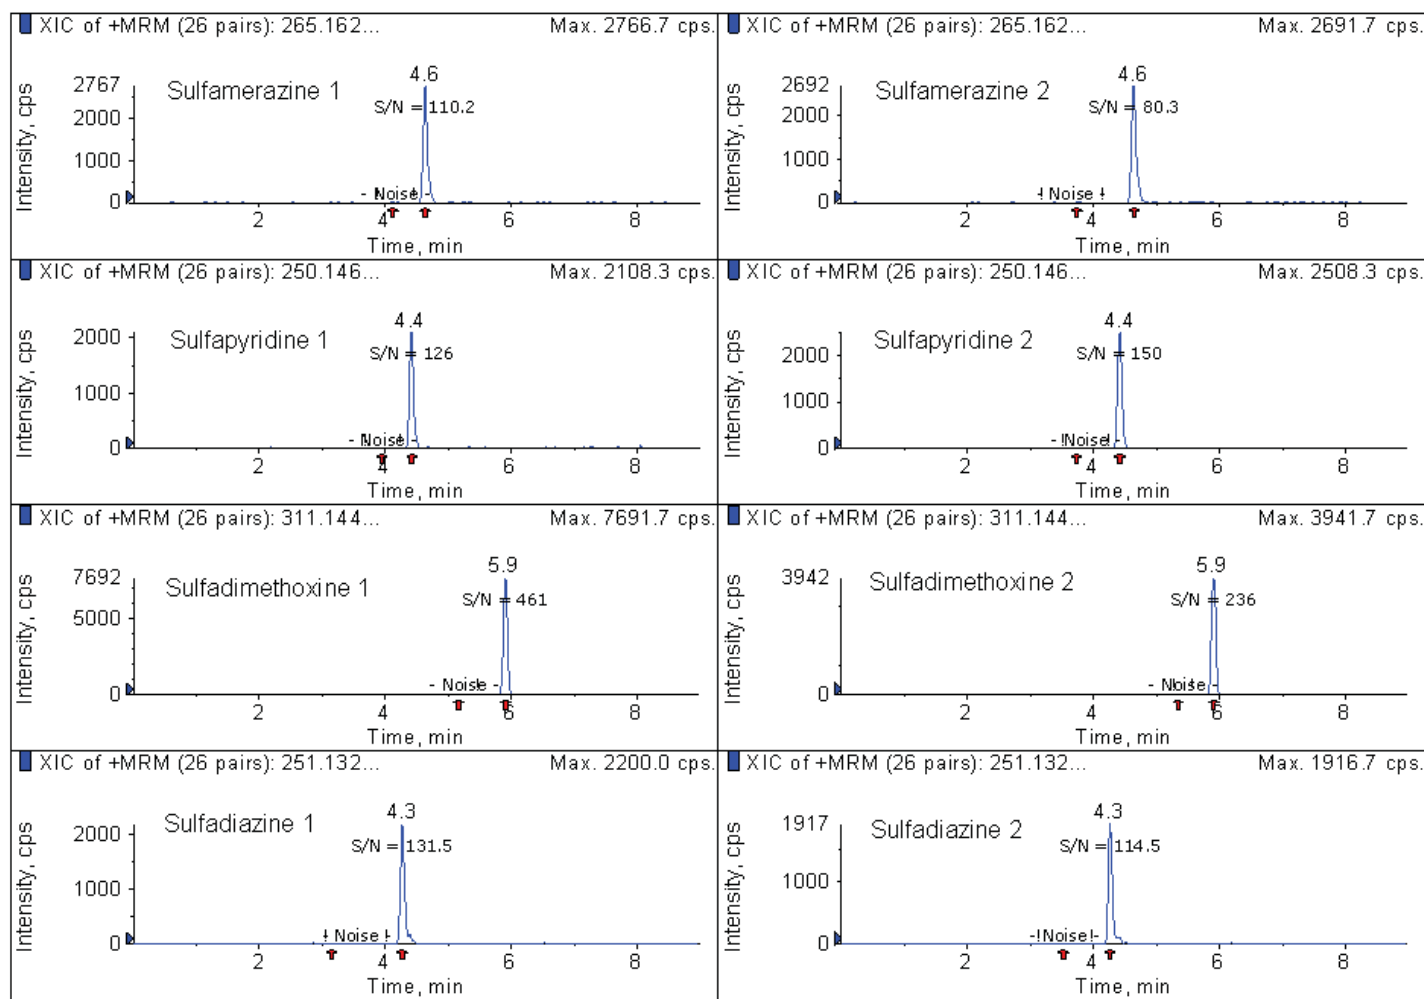 XIC of +MRM (26 pairs): 265.162... Max. 2766.7 cps.
4.6
2767
Sulfamerazine 1
S/N = 110.2
2000
1000
Noise
0
2 4 6 8
Time, min
Intensity, cps
XIC of +MRM (26 pairs): 265.162... Max. 2691.7 cps.
4.6
2692
Sulfamerazine 2
S/N = 80.3
2000
1000
Noise
0
2 4 6 8
Time, min
Intensity, cps
XIC of +MRM (26 pairs): 250.146... Max. 2108.3 cps.
4.4
2000
Sulfapyridine 1
S/N = 126
1000
Noise
0
2 4 6 8
Time, min
Intensity, cps
XIC of +MRM (26 pairs): 250.146... Max. 2508.3 cps.
4.4
Sulfapyridine 2
2000
S/N = 150
1000
Noise
0
2 4 6 8
Time, min
Intensity, cps
XIC of +MRM (26 pairs): 311.144... Max. 7691.7 cps.
5.9
7692
Sulfadimethoxine 1
S/N = 461
5000
Noise
0
2 4 6 8
Time, min
Intensity, cps
XIC of +MRM (26 pairs): 311.144... Max. 3941.7 cps.
5.9
3942
Sulfadimethoxine 2
S/N = 236
Noise
0
2 4 6 8
Time, min
Intensity, cps
XIC of +MRM (26 pairs): 251.132... Max. 2200.0 cps.
4.3
2000
Sulfadiazine 1
S/N = 131.5
1000
Noise
0
2 4 6 8
Time, min
Intensity, cps
XIC of +MRM (26 pairs): 251.132... Max. 1916.7 cps.
4.3
1917
Sulfadiazine 2
S/N = 114.5
1000
Noise
0
2 4 6 8
Time, min
Intensity, cps